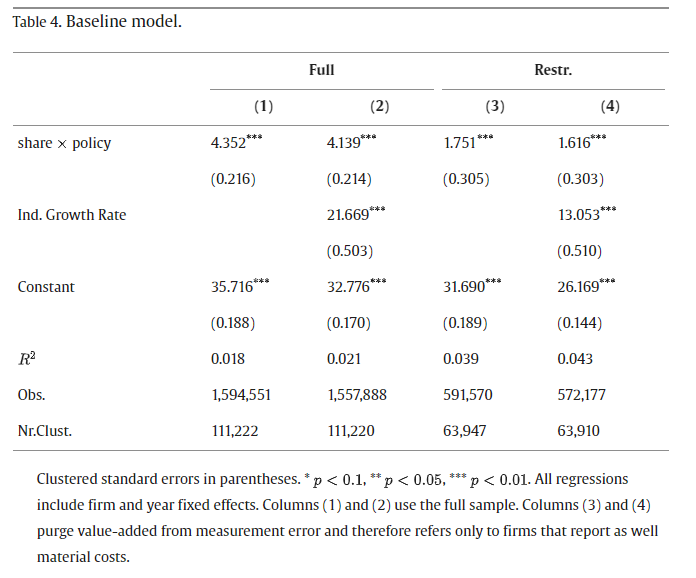 Table 4. Baseline model.
Full Restr.
(1) (2) (3) (4)
share × policy 4.352*** 4.139*** 1.751*** 1.616***
(0.216) (0.214) (0.305) (0.303)
Ind. Growth Rate 21.669*** 13.053***
(0.503) (0.510)
Constant 35.716*** 32.776*** 31.690*** 26.169***
(0.188) (0.170) (0.189) (0.144)
R² 0.018 0.021 0.039 0.043
Obs. 1,594,551 1,557,888 591,570 572,177
Nr.Clust. 111,222 111,220 63,947 63,910
Clustered standard errors in parentheses. * p < 0.1, ** p < 0.05, *** p < 0.01. All regressions
include firm and year fixed effects. Columns (1) and (2) use the full sample. Columns (3) and (4)
purge value-added from measurement error and therefore refers only to firms that report as well
material costs.